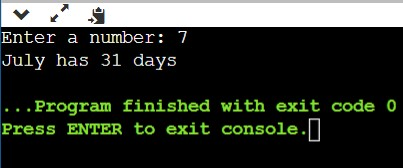 Enter a number: 7
July has 31 days
...Program finished with exit code 0
Press ENTER to exit console.